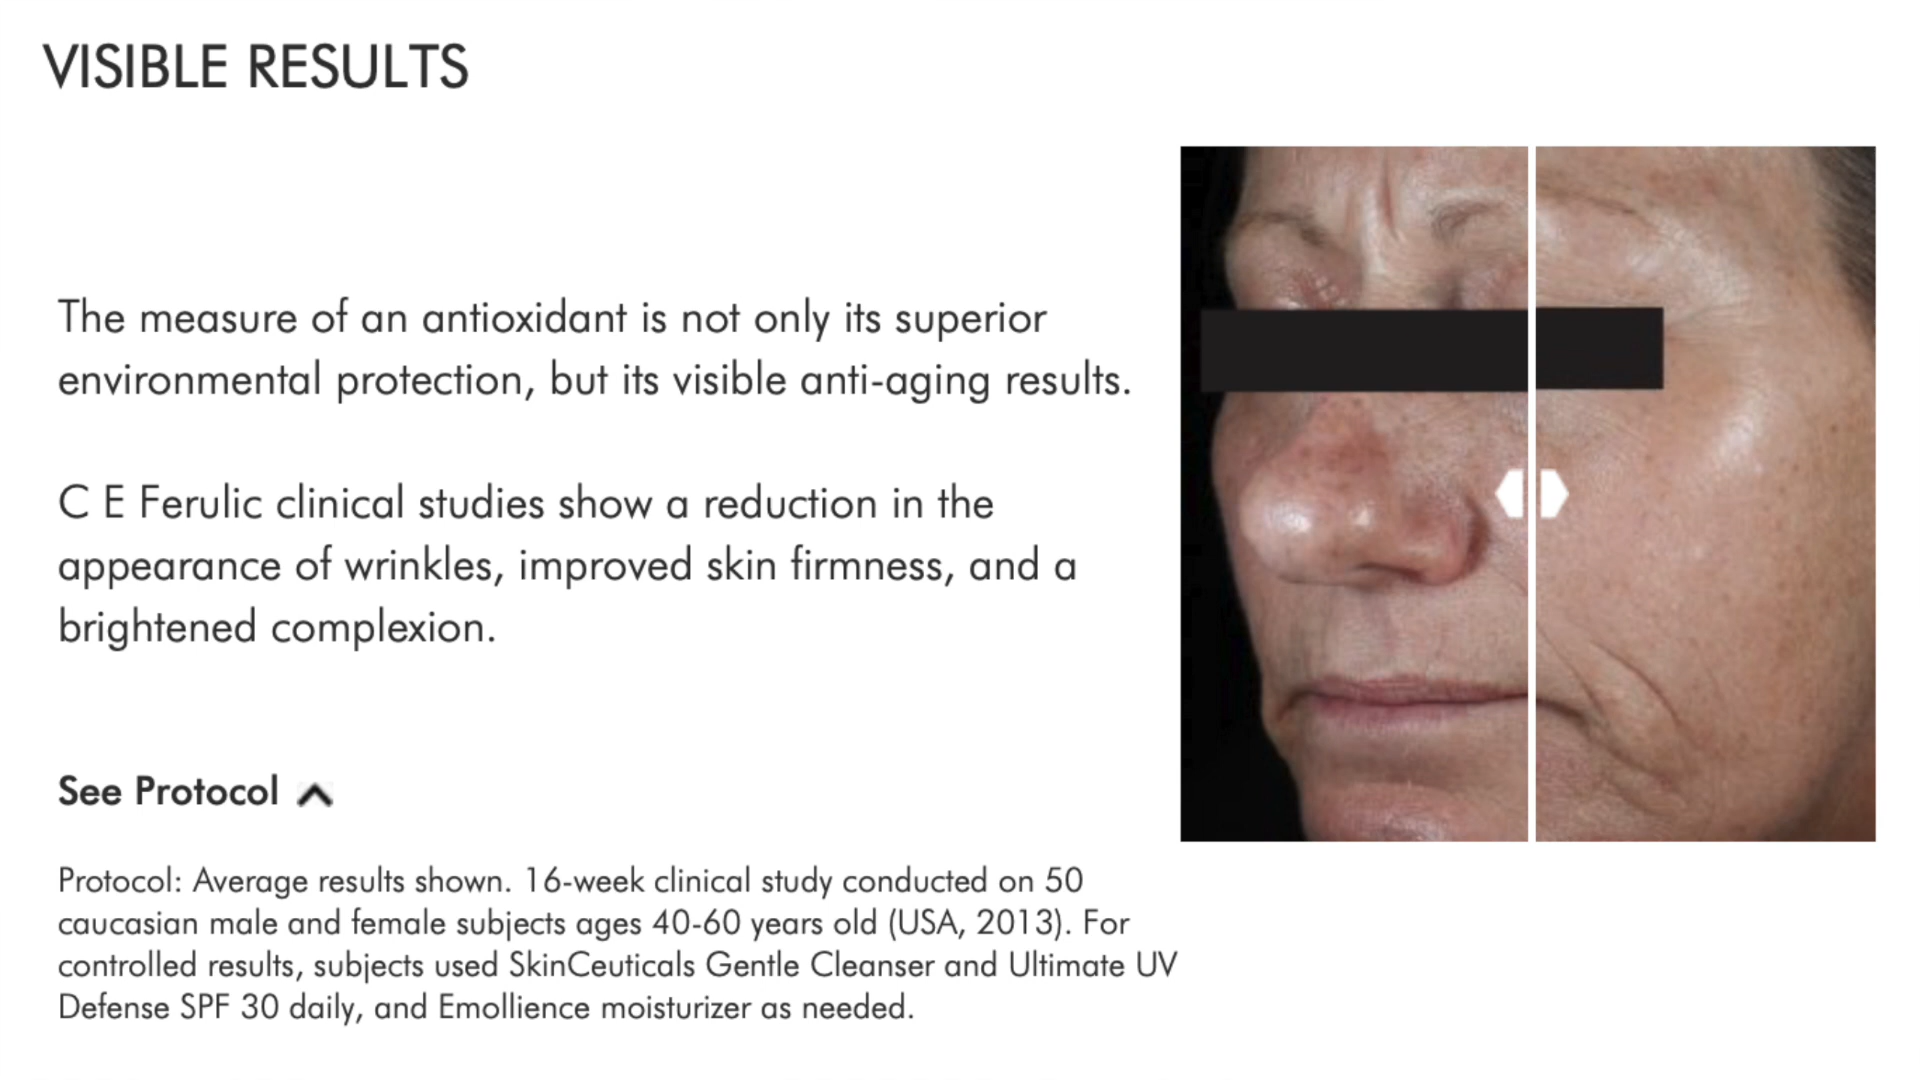 VISIBLE RESULTS
The measure of an antioxidant is not only its superior
environmental protection, but its visible anti-aging results.
C E Ferulic clinical studies show a reduction in the
appearance of wrinkles, improved skin firmness, and a
brightened complexion.
See Protocol
Protocol: Average results shown. 16-week clinical study conducted on 50
caucasian male and female subjects ages 40-60 years old (USA, 2013). For
controlled results, subjects used SkinCeuticals Gentle Cleanser and Ultimate UV
Defense SPF 30 daily, and Emollience moisturizer as needed.